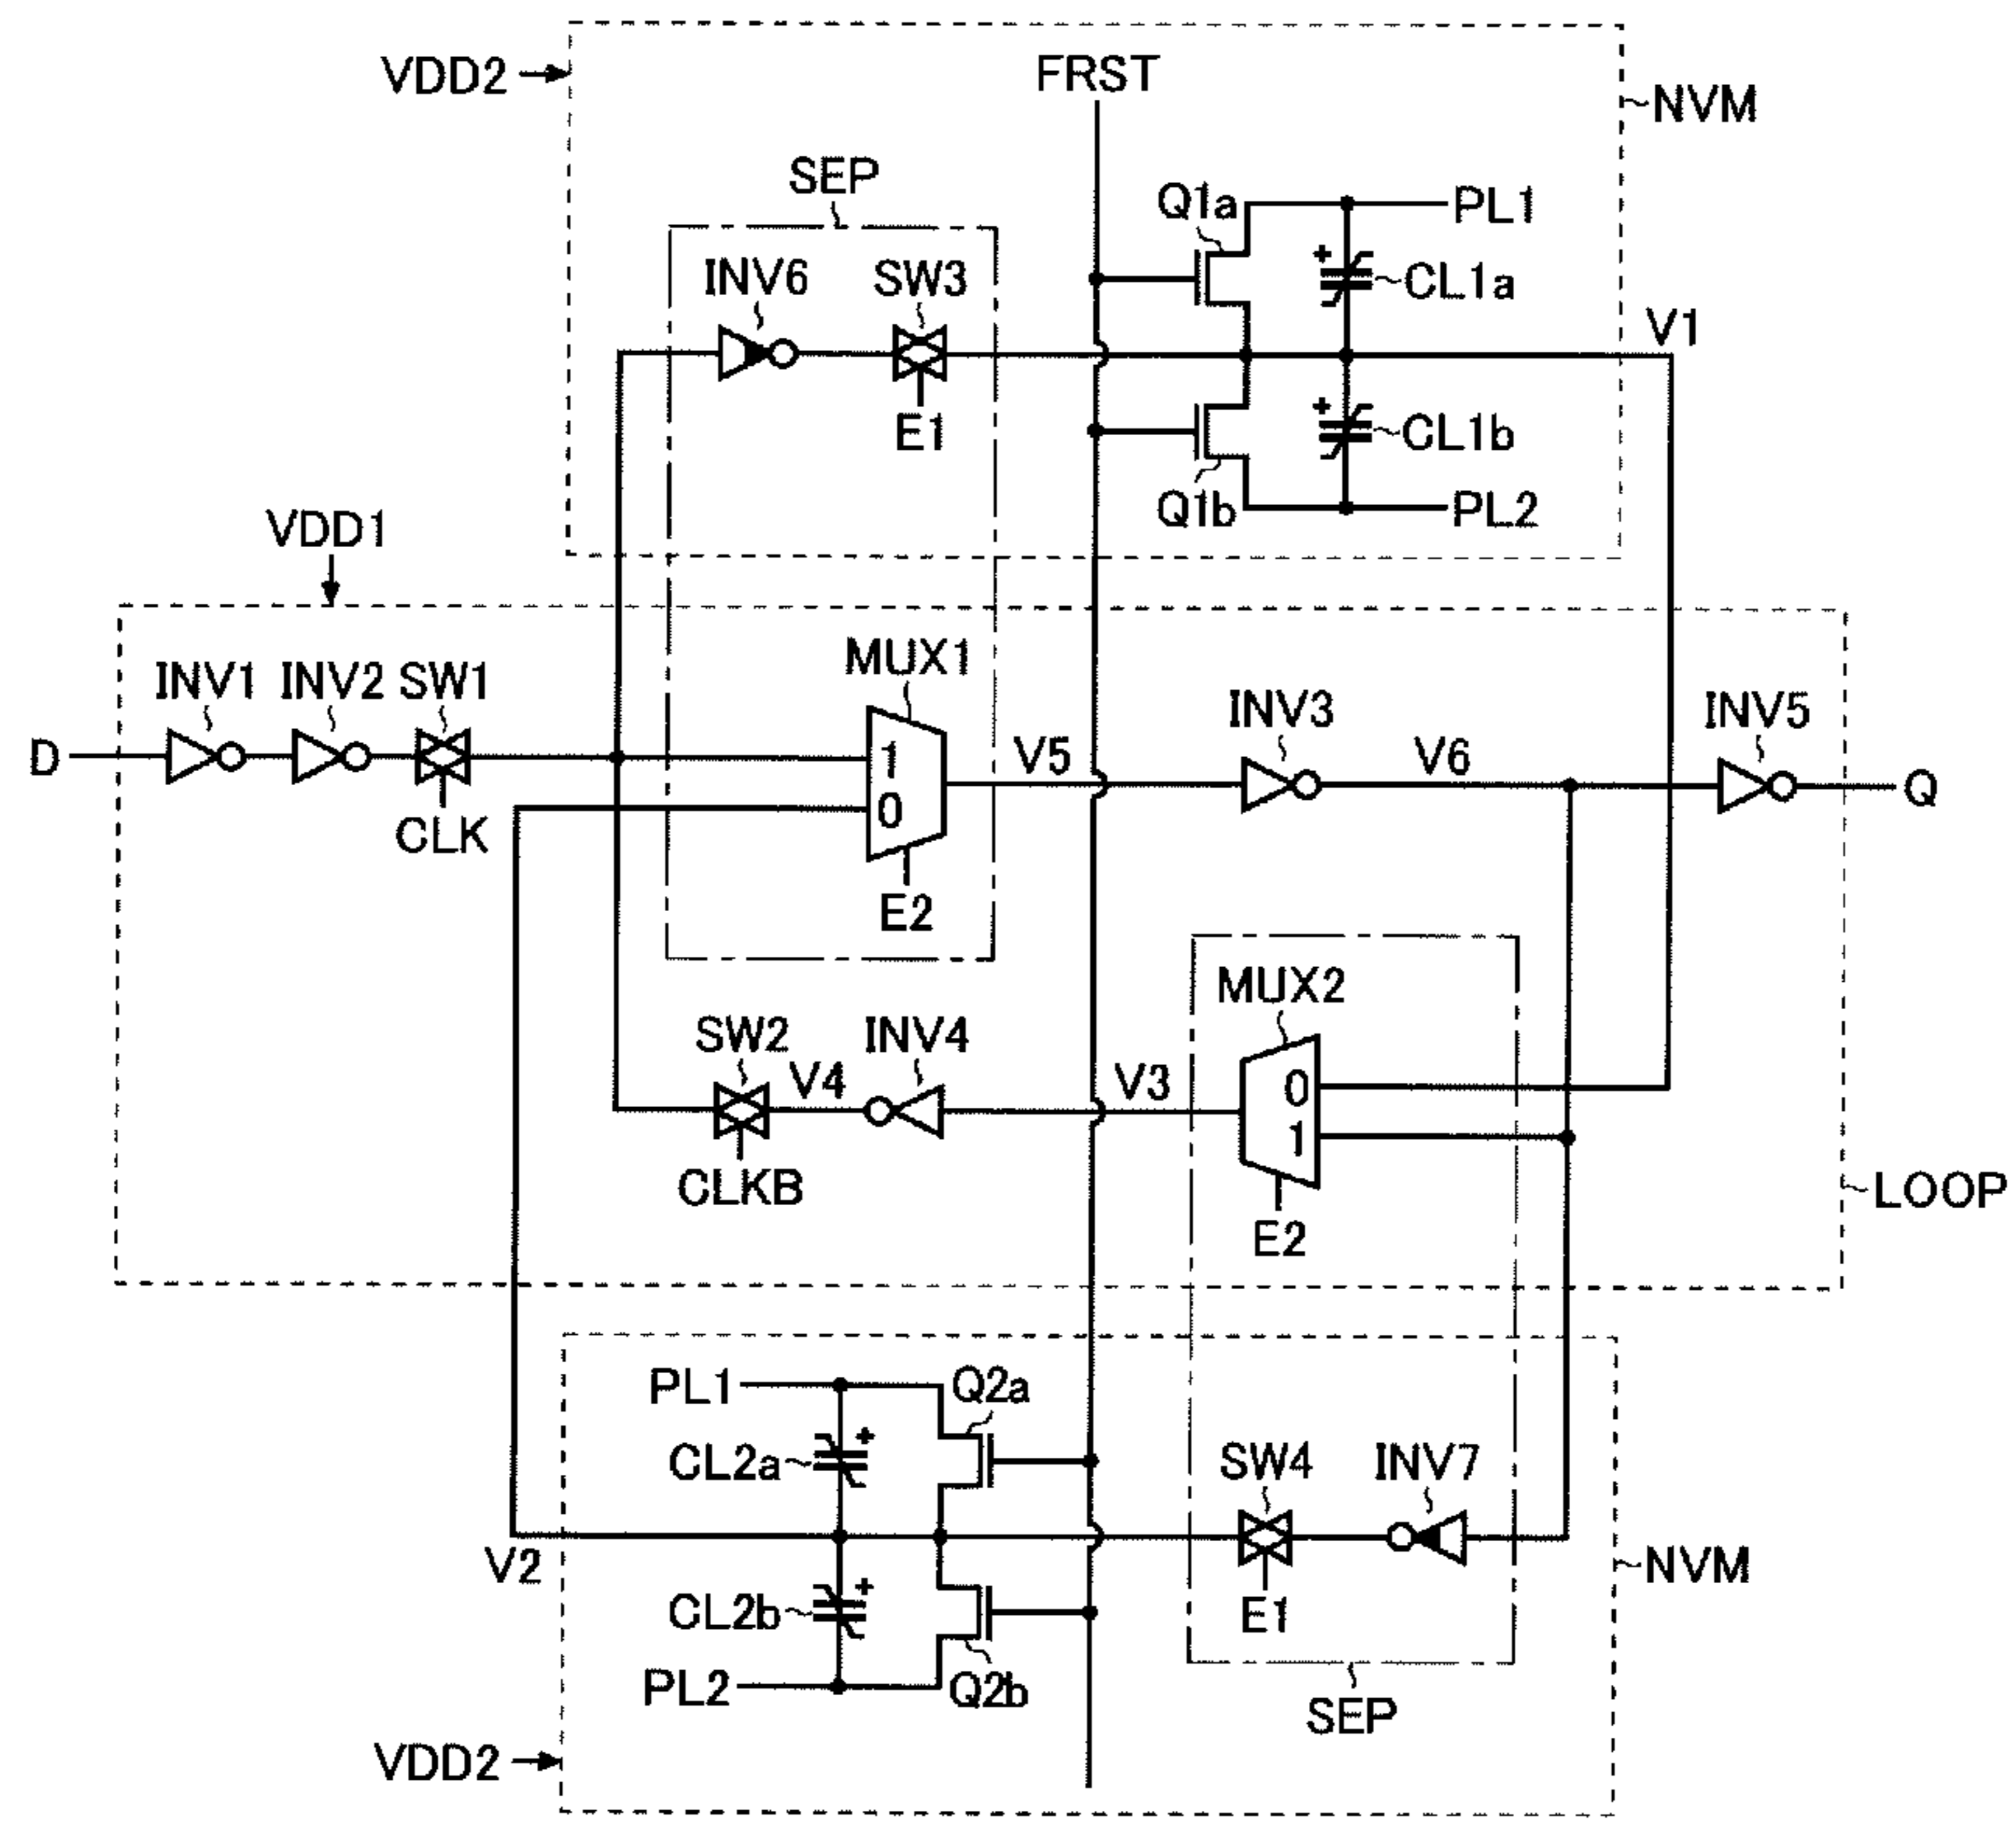 VDD2
FRST
NVM
SEP
Q1a
PL1
INV6
SW3
+
CL1a
V1
E1
+
CL1b
Q1b
PL2
VDD1
INV1
INV2
SW1
MUX1
INV3
INV5
D
1
V5
V6
Q
0
CLK
E2
MUX2
SW2
INV4
V4
V3
0
1
CLKB
LOOP
E2
PL1
Q2a
+
CL2a
SW4
INV7
V2
NVM
+
CL2b
E1
PL2
Q2b
SEP
VDD2